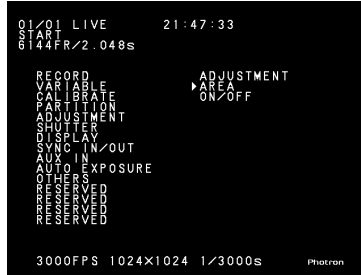 01/01 LIVE 21:47:33
START
6144FR/2.048s
RECORD
VARIABLE
CALIBRATE
PARTITION
ADJUSTMENT
SHUTTER
DISPLAY
SYNC IN/OUT
AUX IN
AUTO EXPOSURE
OTHERS
RESERVED
RESERVED
RESERVED
RESERVED
ADJUSTMENT
▶AREA
ON/OFF
3000FPS 1024×1024 1/3000s
Photron